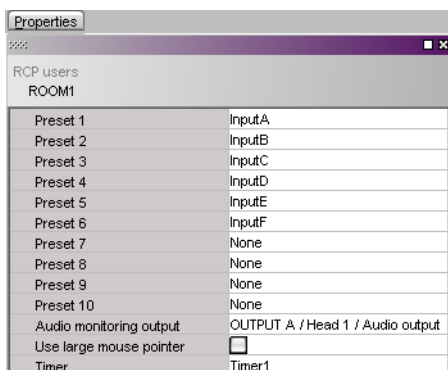 Properties
RCP users
ROOM1
Preset 1 InputA
Preset 2 InputB
Preset 3 InputC
Preset 4 InputD
Preset 5 InputE
Preset 6 InputF
Preset 7 None
Preset 8 None
Preset 9 None
Preset 10 None
Audio monitoring output OUTPUT A / Head 1 / Audio output
Use large mouse pointer
Timer Timer1